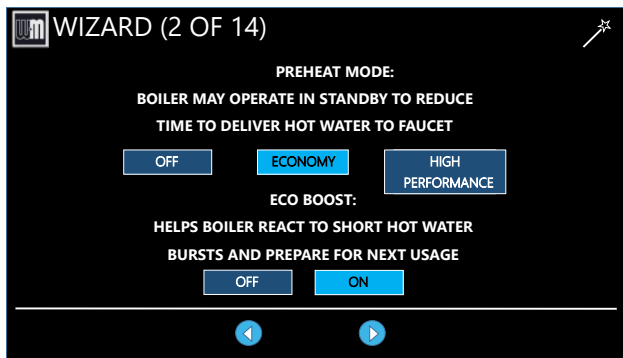 WM WIZARD (2 OF 14)
PREHEAT MODE:
BOILER MAY OPERATE IN STANDBY TO REDUCE
TIME TO DELIVER HOT WATER TO FAUCET
OFF ECONOMY HIGH
PERFORMANCE
ECO BOOST:
HELPS BOILER REACT TO SHORT HOT WATER
BURSTS AND PREPARE FOR NEXT USAGE
OFF ON